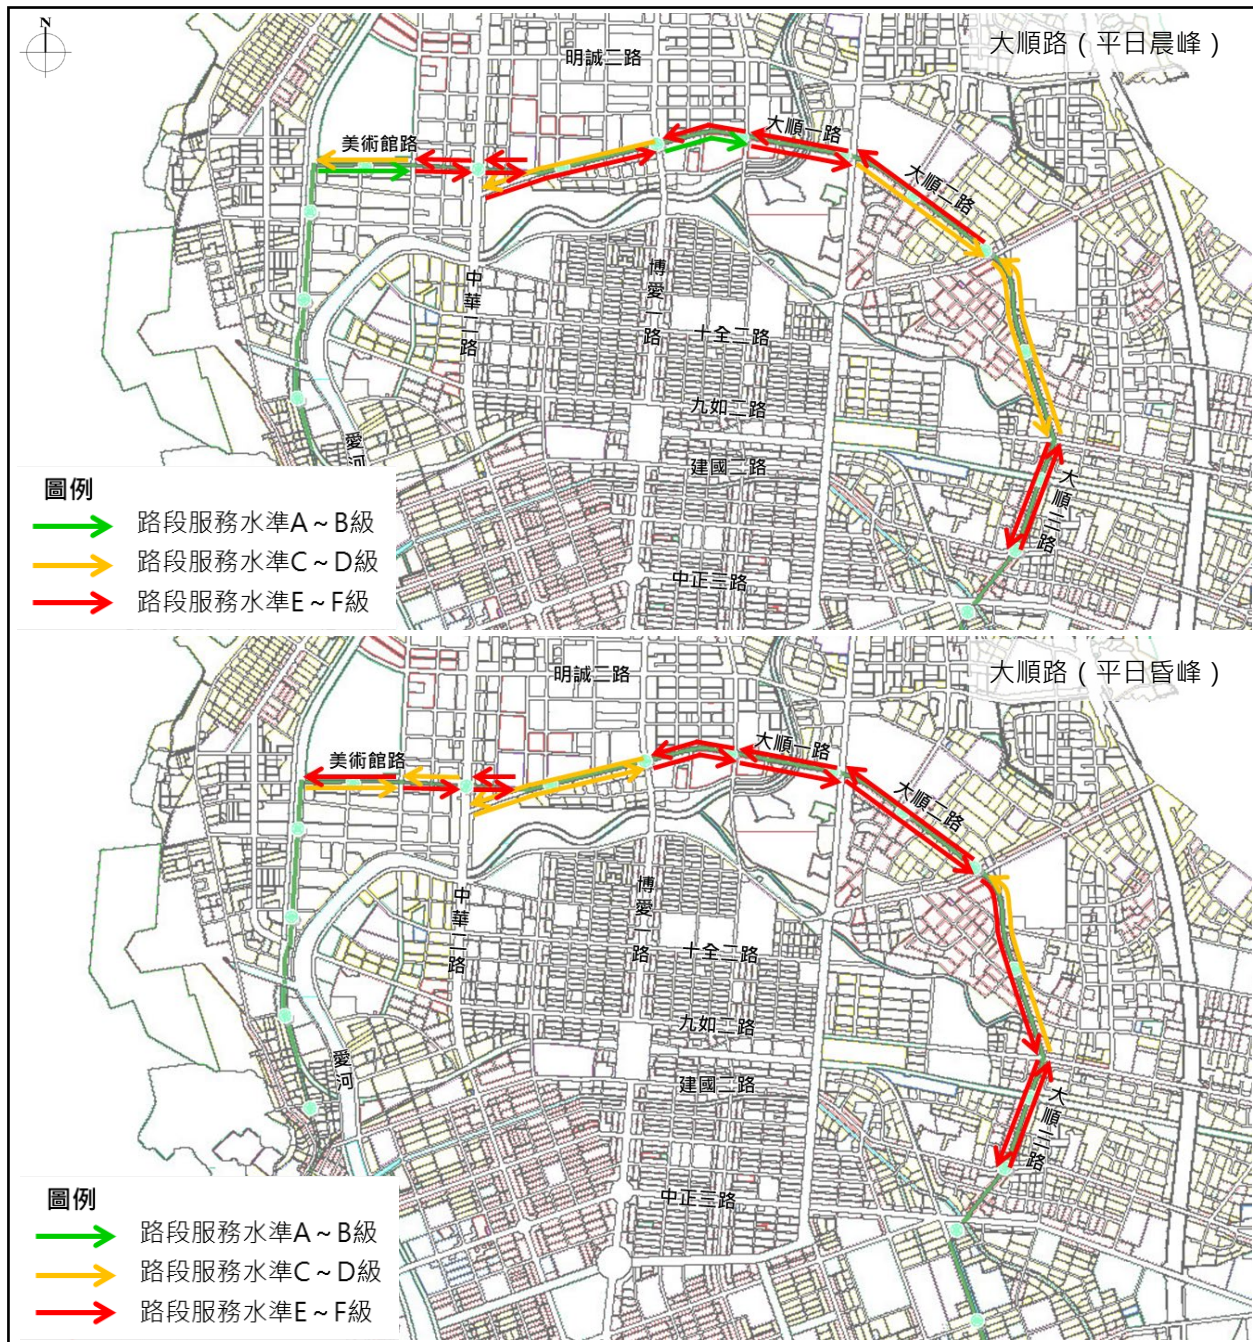 N
大順路（平日晨峰）
明誠二路
美術館路
大順一路
大順二路
中華二路
博愛一路
十全二路
九如二路
建國二路
愛河
大順三路
中正三路
圖例
路段服務水準A～B級
路段服務水準C～D級
路段服務水準E～F級
大順路（平日昏峰）
明誠二路
美術館路
大順一路
大順二路
中華二路
博愛一路
十全二路
九如二路
建國二路
愛河
大順三路
中正三路
圖例
路段服務水準A～B級
路段服務水準C～D級
路段服務水準E～F級